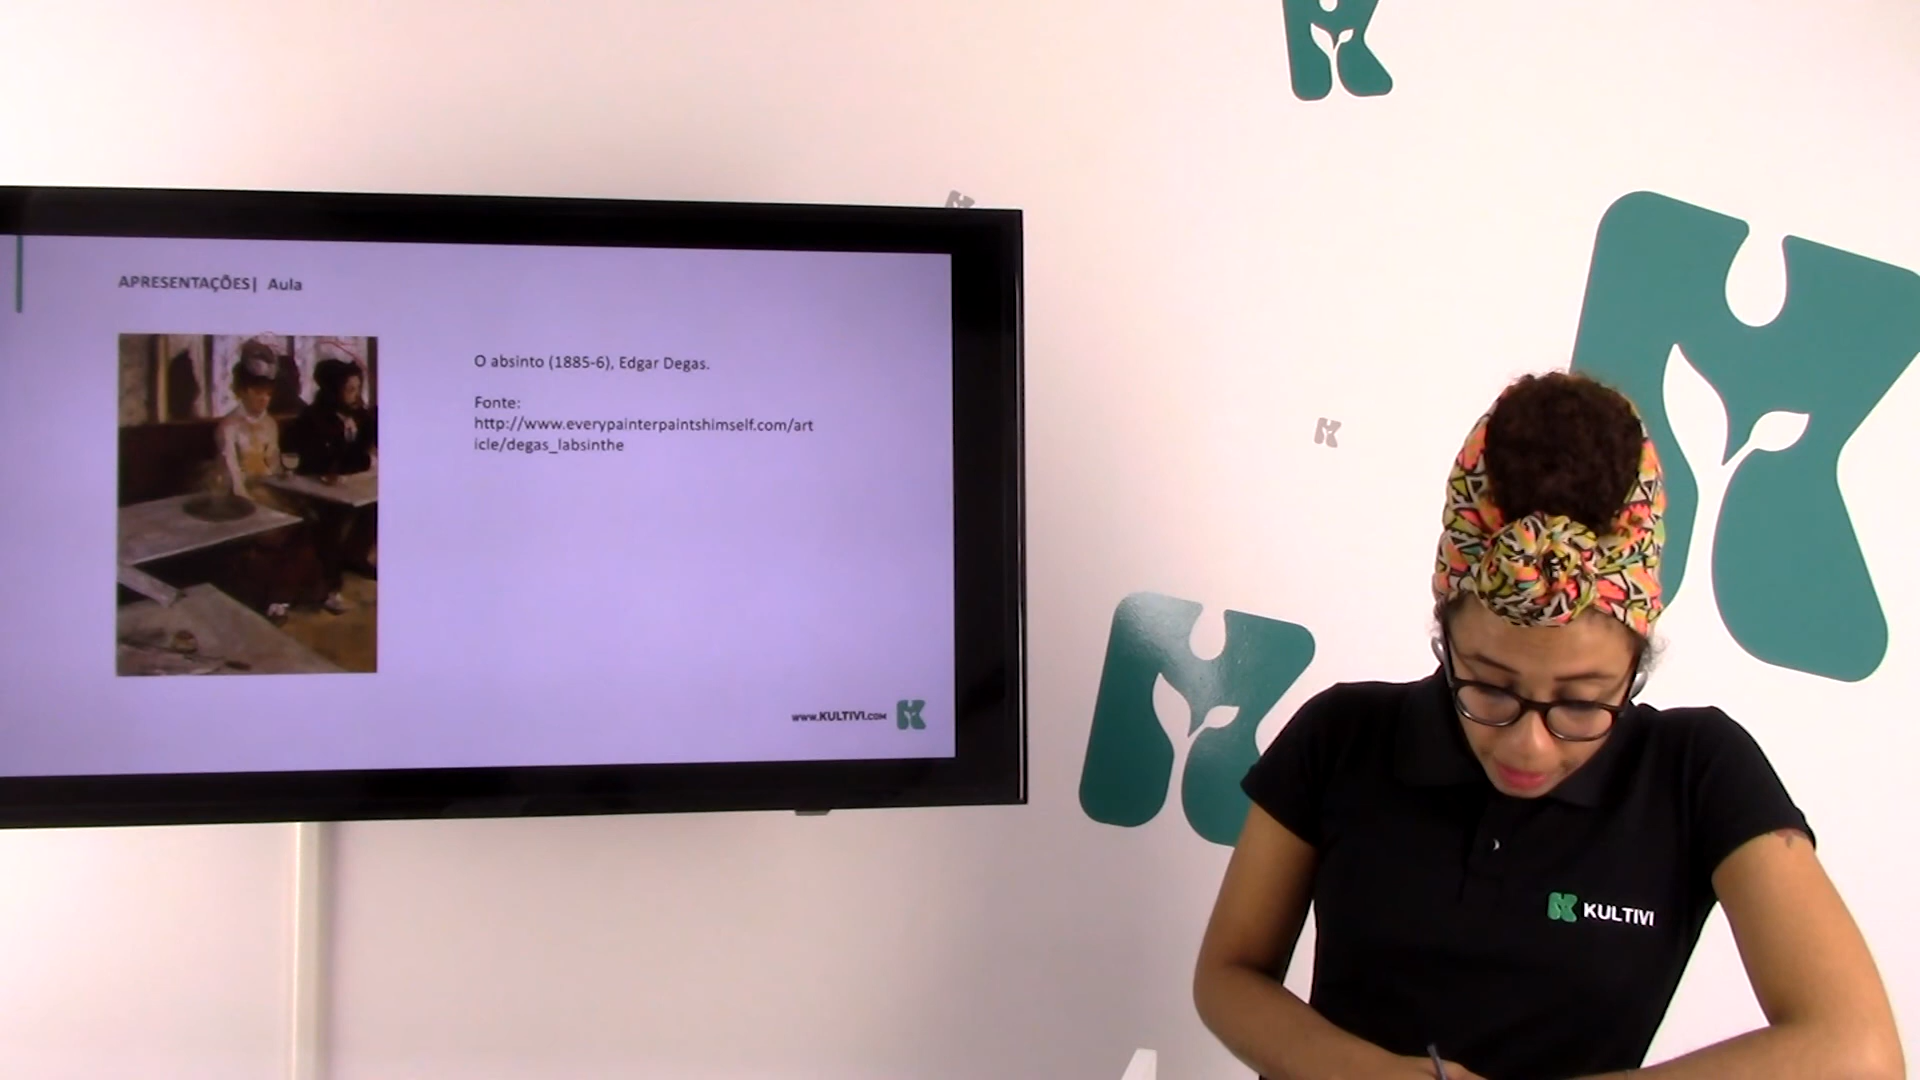 APRESENTAÇÕES| Aula
O absinto (1885-6), Edgar Degas.
Fonte:
http://www.everypainterpaintshimself.com/art
icle/degas_labsinthe
www.KULTIVI.COM
KULTIVI